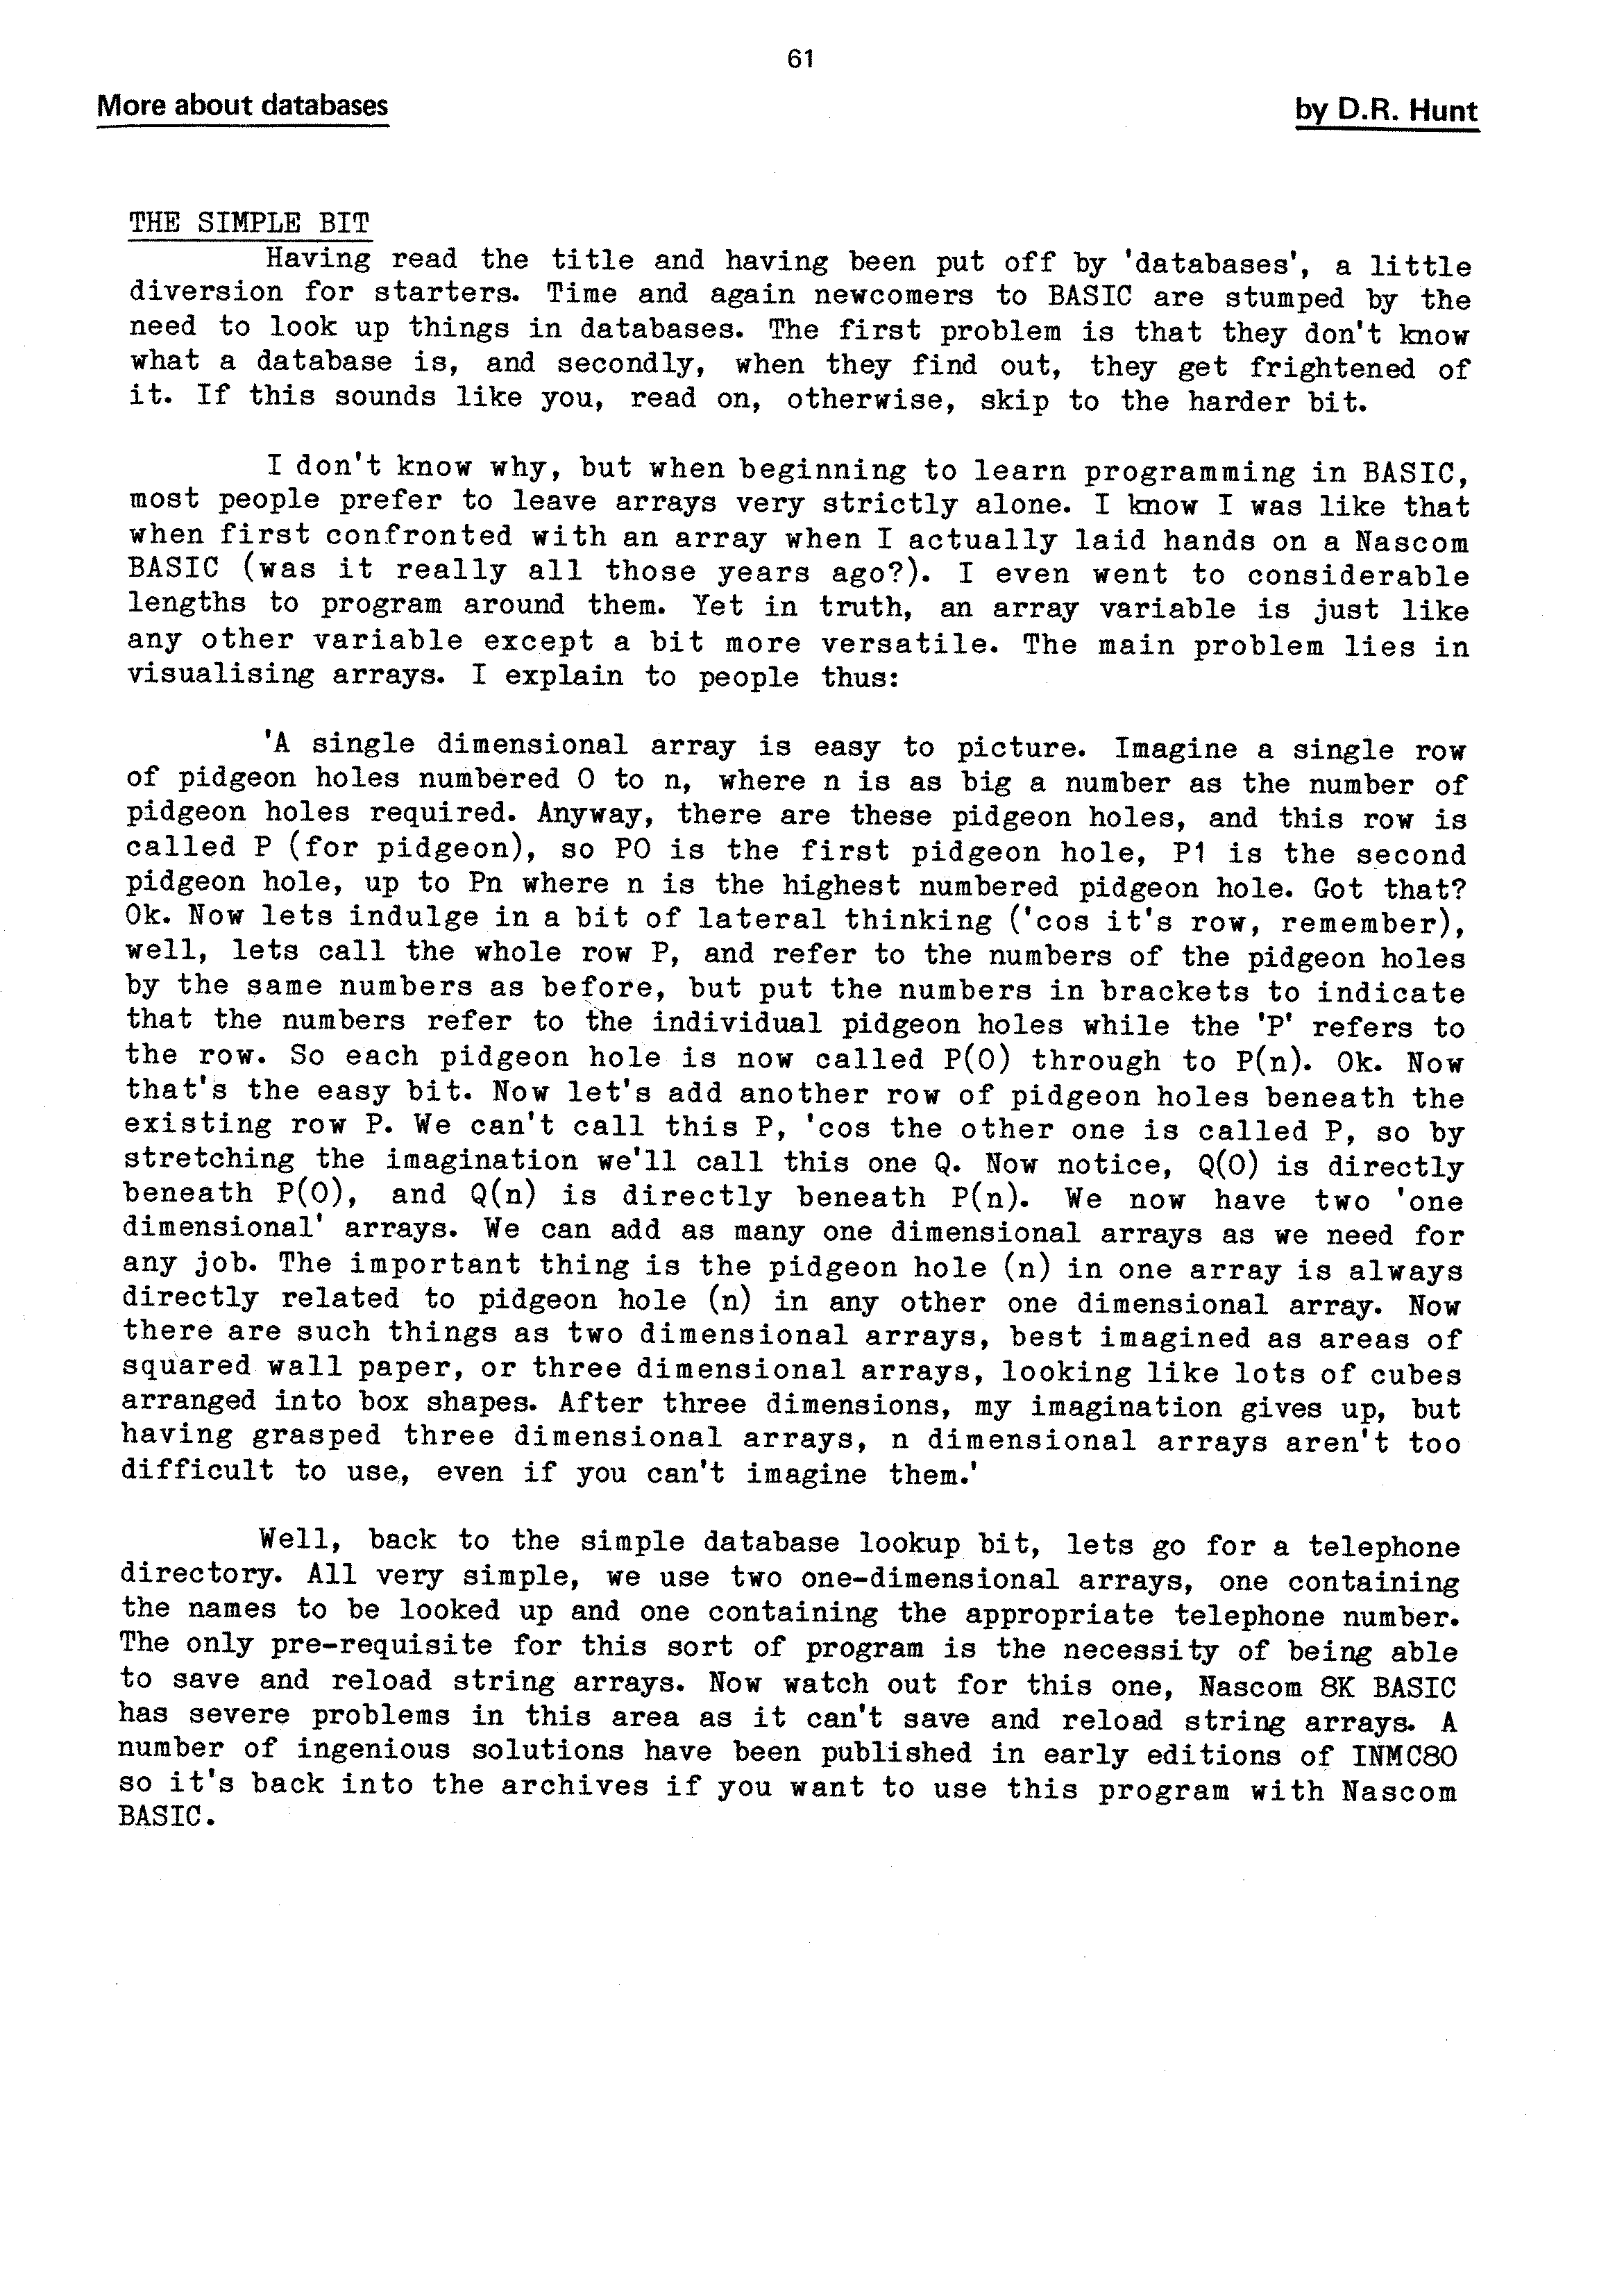 61
More about databases by D.R. Hunt
THE SIMPLE BIT
Having read the title and having been put off by 'databases', a little
diversion for starters. Time and again newcomers to BASIC are stumped by the
need to look up things in databases. The first problem is that they don't know
what a database is, and secondly, when they find out, they get frightened of
it. If this sounds like you, read on, otherwise, skip to the harder bit.
I don't know why, but when beginning to learn programming in BASIC,
most people prefer to leave arrays very strictly alone. I know I was like that
when first confronted with an array when I actually laid hands on a Nascom
BASIC (was it really all those years ago?). I even went to considerable
lengths to program around them. Yet in truth, an array variable is just like
any other variable except a bit more versatile. The main problem lies in
visualising arrays. I explain to people thus:
'A single dimensional array is easy to picture. Imagine a single row
of pidgeon holes numbered 0 to n, where n is as big a number as the number of
pidgeon holes required. Anyway, there are these pidgeon holes, and this row is
called P (for pidgeon), so P0 is the first pidgeon hole, P1 is the second
pidgeon hole, up to Pn where n is the highest numbered pidgeon hole. Got that?
Ok. Now lets indulge in a bit of lateral thinking ('cos it's row, remember),
well, lets call the whole row P, and refer to the numbers of the pidgeon holes
by the same numbers as before, but put the numbers in brackets to indicate
that the numbers refer to the individual pidgeon holes while the 'P' refers to
the row. So each pidgeon hole is now called P(0) through to P(n). Ok. Now
that's the easy bit. Now let's add another row of pidgeon holes beneath the
existing row P. We can't call this P, 'cos the other one is called P, so by
stretching the imagination we'll call this one Q. Now notice, Q(0) is directly
beneath P(0), and Q(n) is directly beneath P(n). We now have two 'one
dimensional' arrays. We can add as many one dimensional arrays as we need for
any job. The important thing is the pidgeon hole (n) in one array is always
directly related to pidgeon hole (n) in any other one dimensional array. Now
there are such things as two dimensional arrays, best imagined as areas of
squared wall paper, or three dimensional arrays, looking like lots of cubes
arranged into box shapes. After three dimensions, my imagination gives up, but
having grasped three dimensional arrays, n dimensional arrays aren't too
difficult to use, even if you can't imagine them.'
Well, back to the simple database lookup bit, lets go for a telephone
directory. All very simple, we use two one-dimensional arrays, one containing
the names to be looked up and one containing the appropriate telephone number.
The only pre-requisite for this sort of program is the necessity of being able
to save and reload string arrays. Now watch out for this one, Nascom 8K BASIC
has severe problems in this area as it can't save and reload string arrays. A
number of ingenious solutions have been published in early editions of INMC80
so it's back into the archives if you want to use this program with Nascom
BASIC.